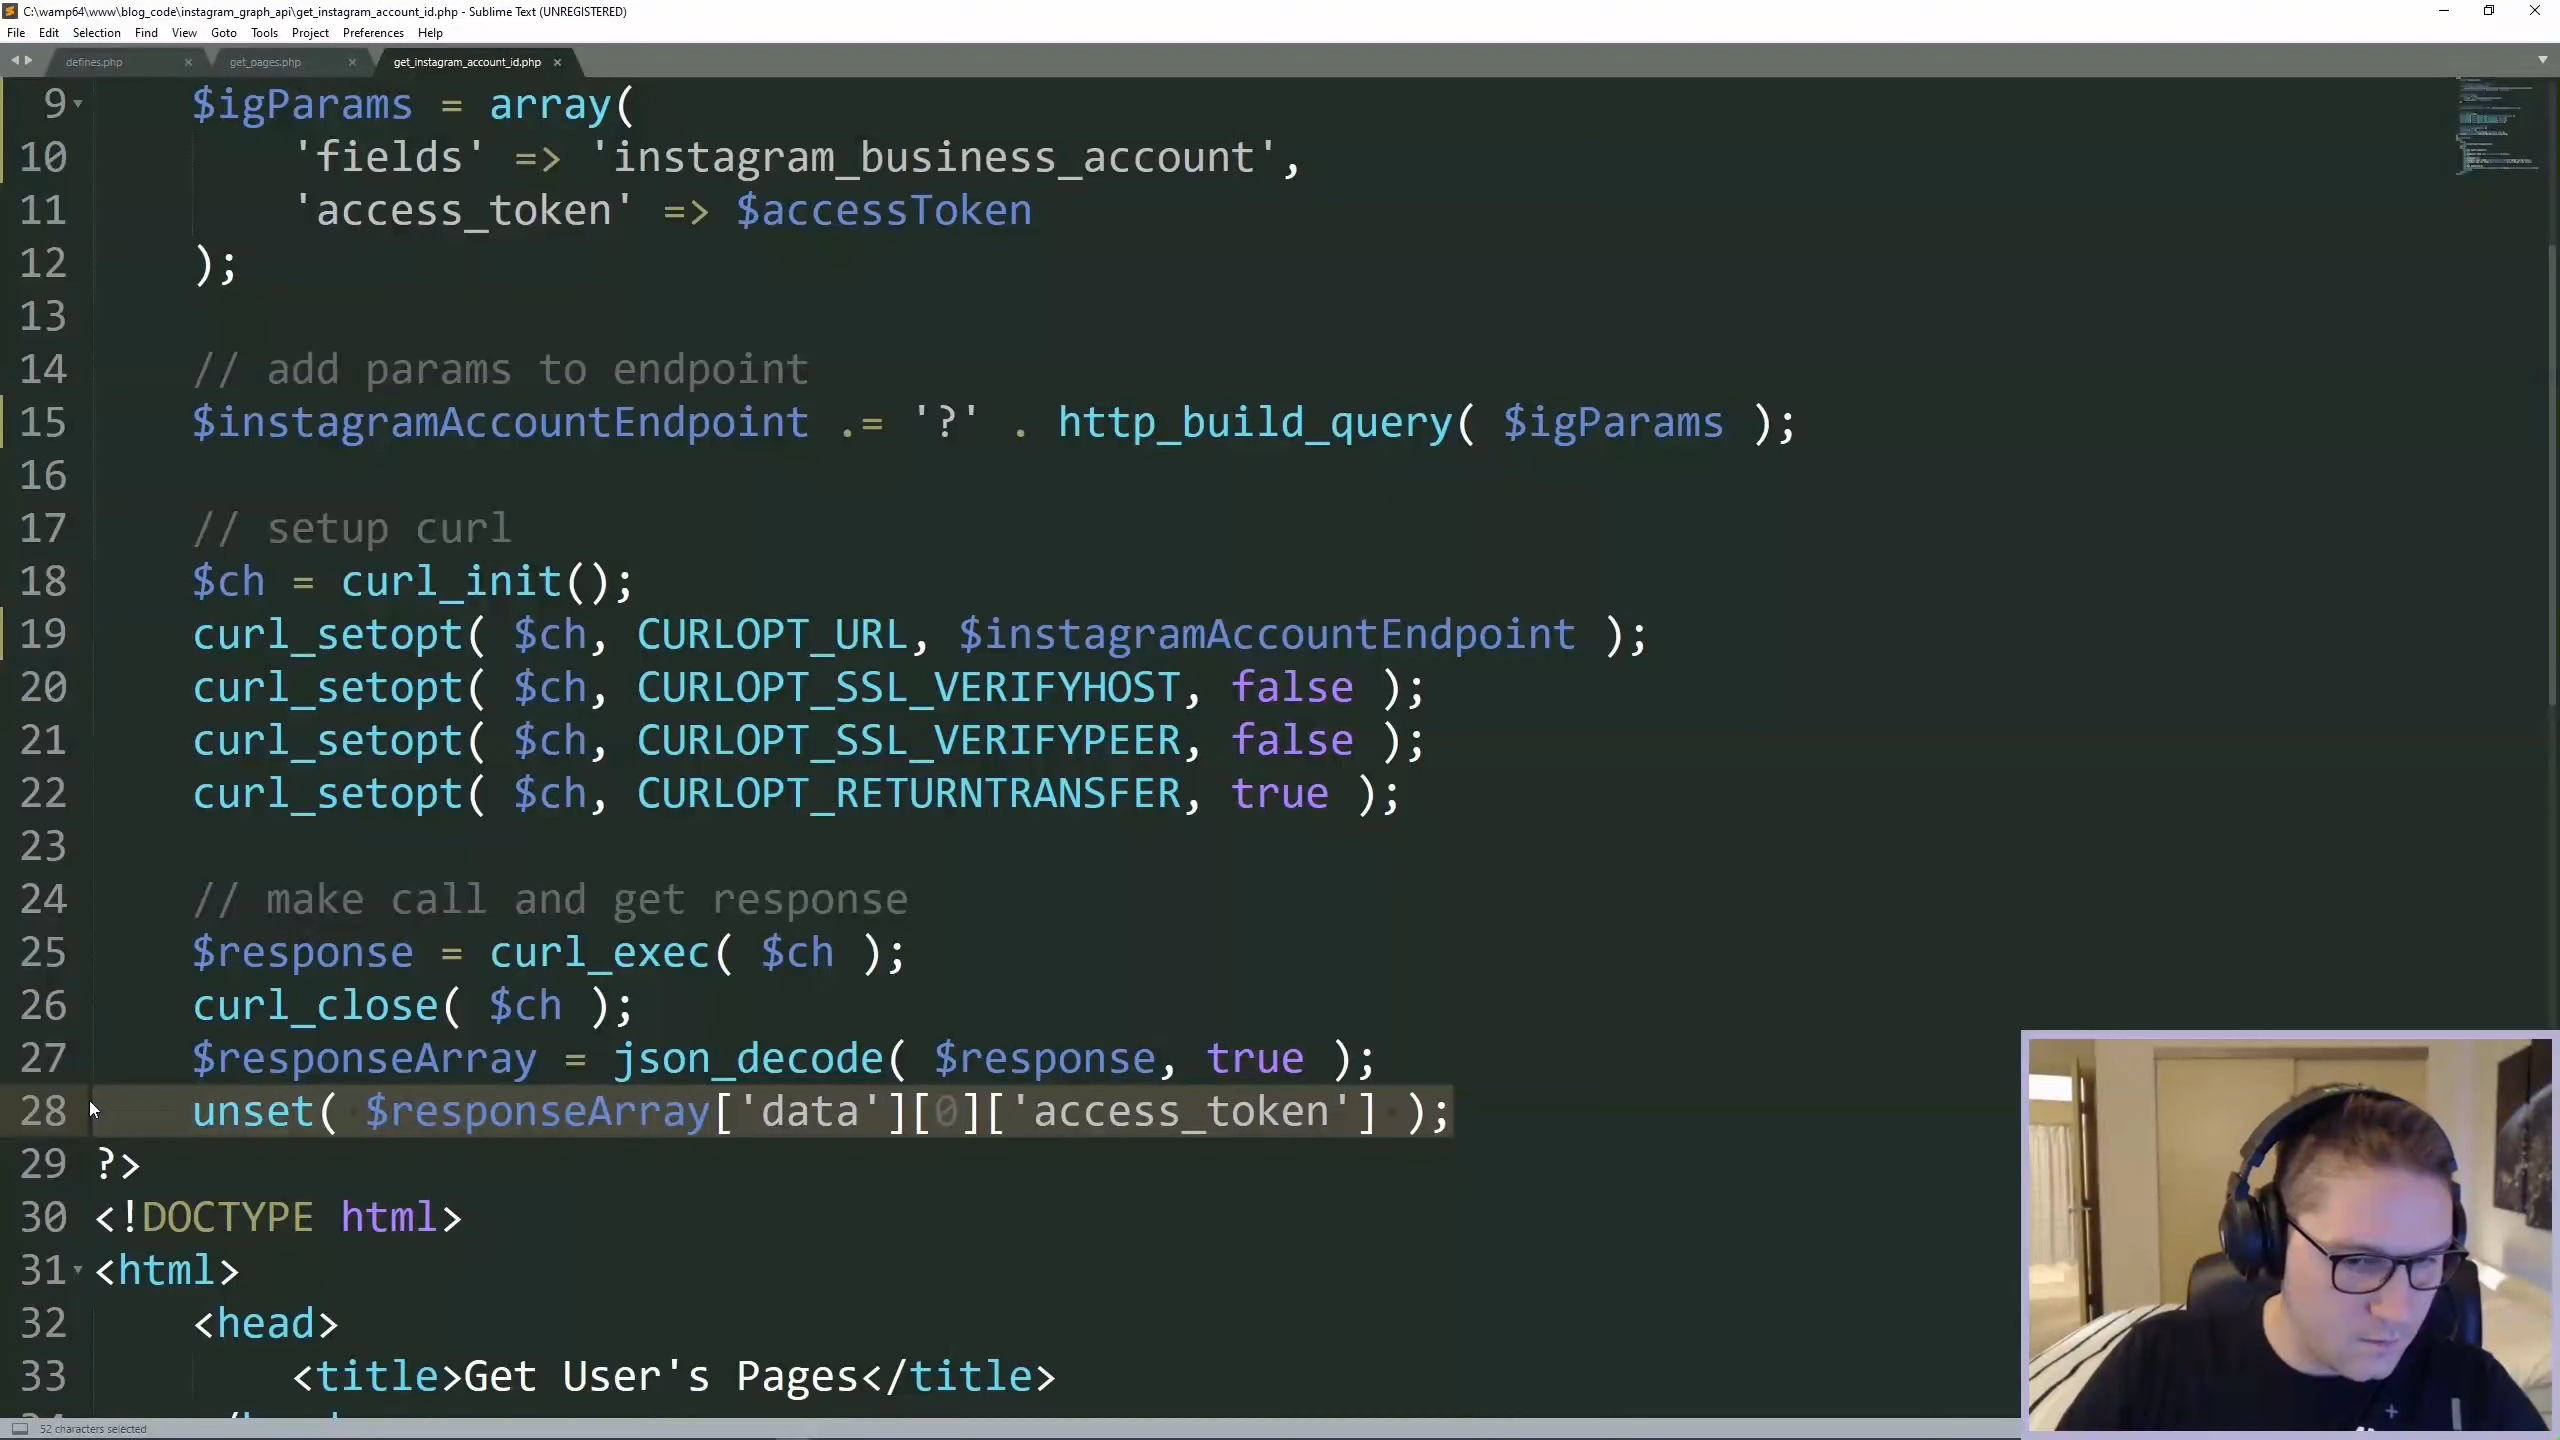 C:\wamp64\www\blog_code\instagram_graph_api\get_instagram_account_id.php - Sublime Text (UNREGISTERED)
File Edit Selection Find View Goto Tools Project Preferences Help
defines.php get_pages.php get_instagram_account_id.php
9 $igParams = array(
10 'fields' => 'instagram_business_account',
11 'access_token' => $accessToken
12 );
13
14 // add params to endpoint
15 $instagramAccountEndpoint .= '?' . http_build_query( $igParams );
16
17 // setup curl
18 $ch = curl_init();
19 curl_setopt( $ch, CURLOPT_URL, $instagramAccountEndpoint );
20 curl_setopt( $ch, CURLOPT_SSL_VERIFYHOST, false );
21 curl_setopt( $ch, CURLOPT_SSL_VERIFYPEER, false );
22 curl_setopt( $ch, CURLOPT_RETURNTRANSFER, true );
23
24 // make call and get response
25 $response = curl_exec( $ch );
26 curl_close( $ch );
27 $responseArray = json_decode( $response, true );
28 unset( $responseArray['data'][0]['access_token'] );
29 ?>
30 <!DOCTYPE html>
31 <html>
32 <head>
33 <title>Get User's Pages</title>
52 characters selected